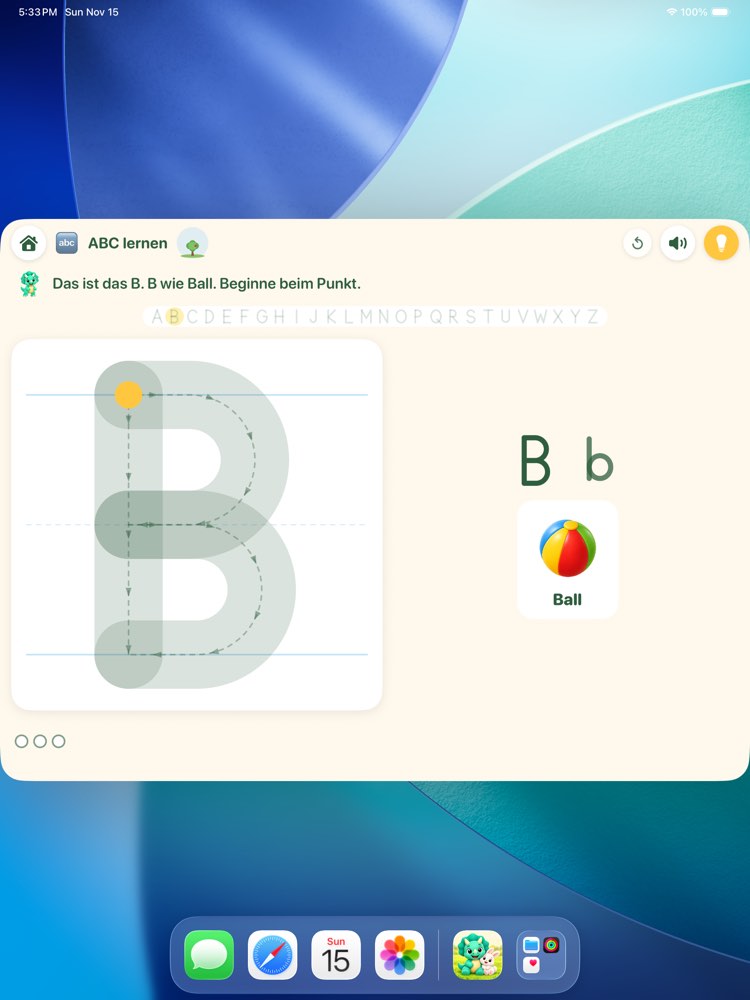 5:33 PM Sun Nov 15
100%
abc
ABC lernen
Das ist das B. B wie Ball. Beginne beim Punkt.
A B C D E F G H I J K L M N O P Q R S T U V W X Y Z
B
B b
Ball
Sun
15